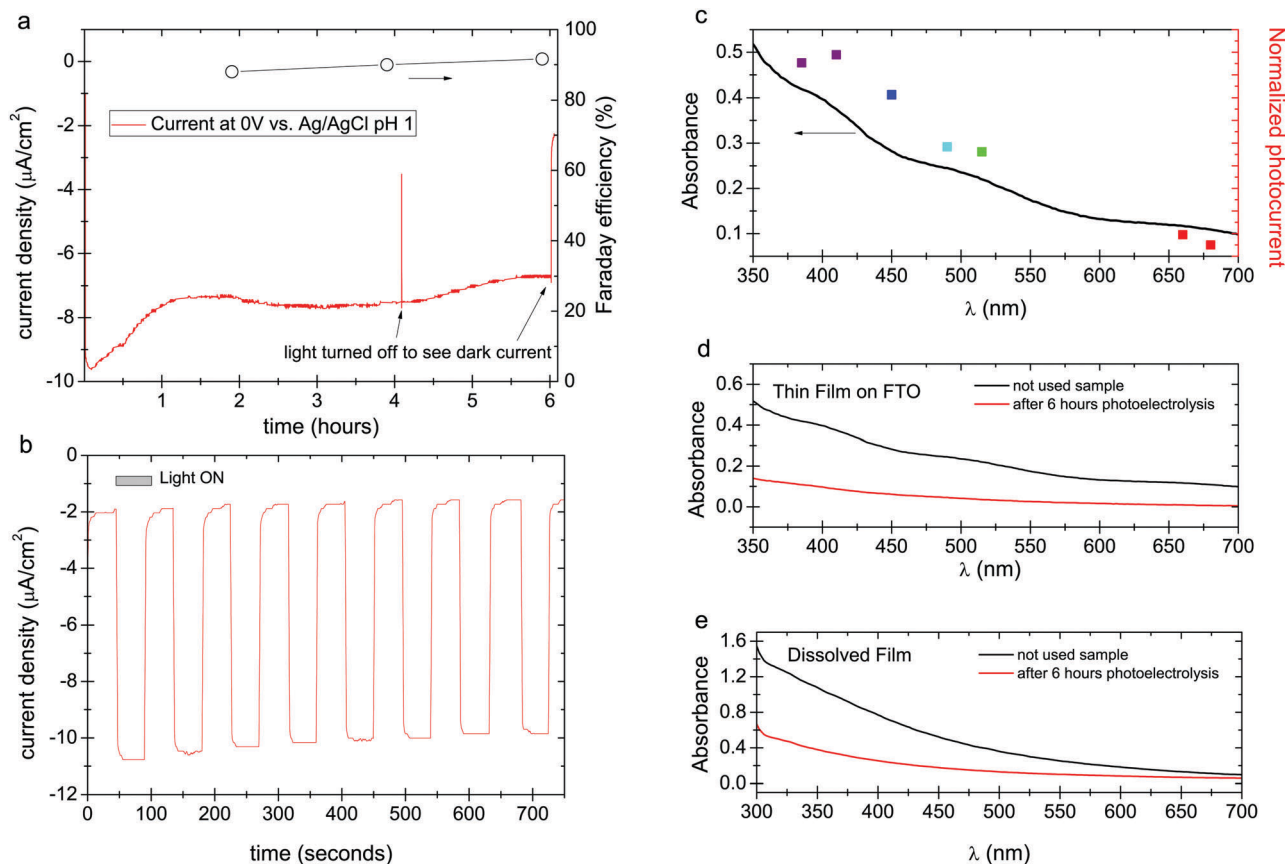 a
0
-2
-4
-6
-8
-10
current density (μA/cm²)
1
2
3
4
5
6
time (hours)
100
80
60
40
20
0
Faraday efficiency (%)
Current at 0V vs. Ag/AgCl pH 1
light turned off to see dark current
b
0
-2
-4
-6
-8
-10
-12
current density (μA/cm²)
Light ON
0
100
200
300
400
500
600
700
time (seconds)
c
0.5
0.4
0.3
0.2
0.1
Absorbance
Normalized photocurrent
350
400
450
500
550
600
650
700
λ (nm)
d
0.6
0.4
0.2
0.0
Absorbance
Thin Film on FTO
not used sample
after 6 hours photoelectrolysis
350
400
450
500
550
600
650
700
λ (nm)
e
1.6
1.2
0.8
0.4
0.0
Absorbance
Dissolved Film
not used sample
after 6 hours photoelectrolysis
300
350
400
450
500
550
600
650
700
λ (nm)